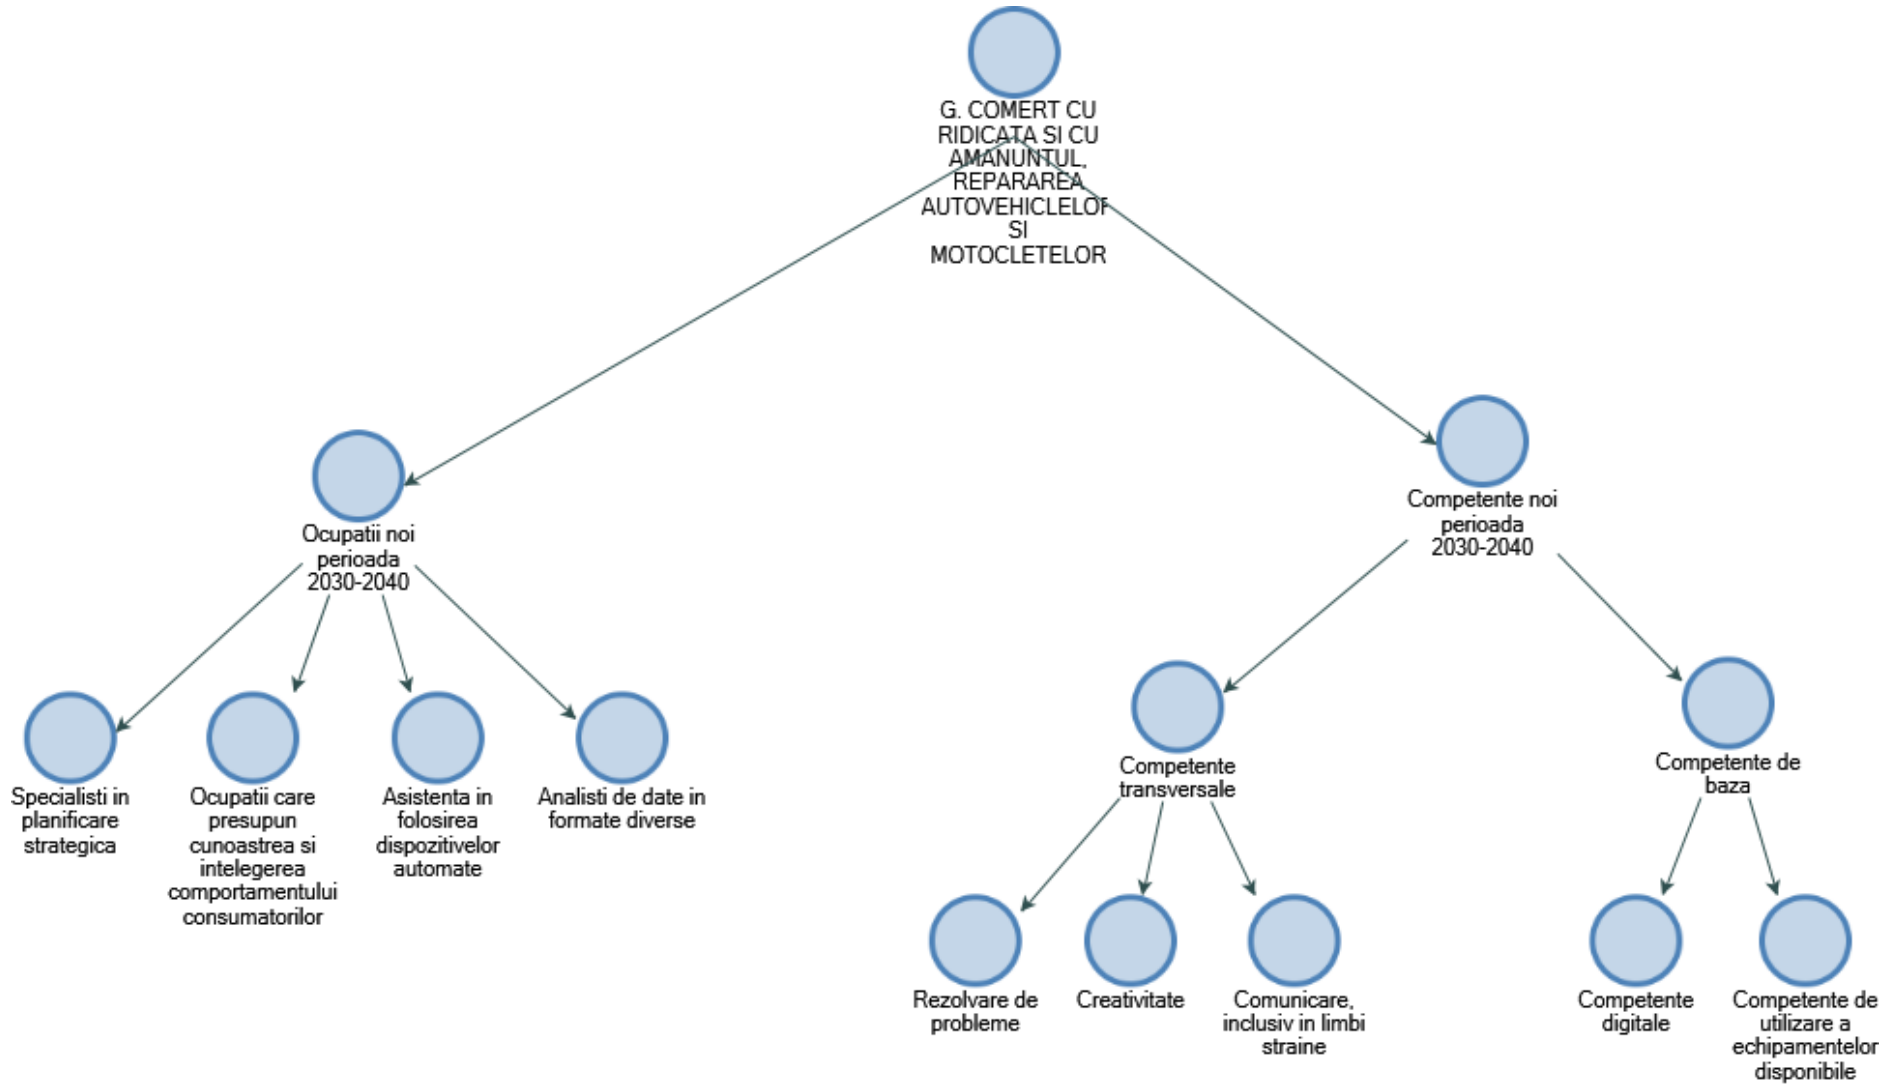 G. COMERT CU
RIDICATA SI CU
AMANUNTUL,
REPARAREA
AUTOVEHICLELOR
SI
MOTOCLETELOR
Ocupatii noi
perioada
2030-2040
Competente noi
perioada
2030-2040
Specialisti in
planificare
strategica
Ocupatii care
presupun
cunoastrea si
intelegerea
comportamentului
consumatorilor
Asistenta in
folosirea
dispozitivelor
automate
Analisti de date in
formate diverse
Competente
transversale
Competente de
baza
Rezolvare de
probleme
Creativitate
Comunicare,
inclusiv in limbi
straine
Competente
digitale
Competente de
utilizare a
echipamentelor
disponibile